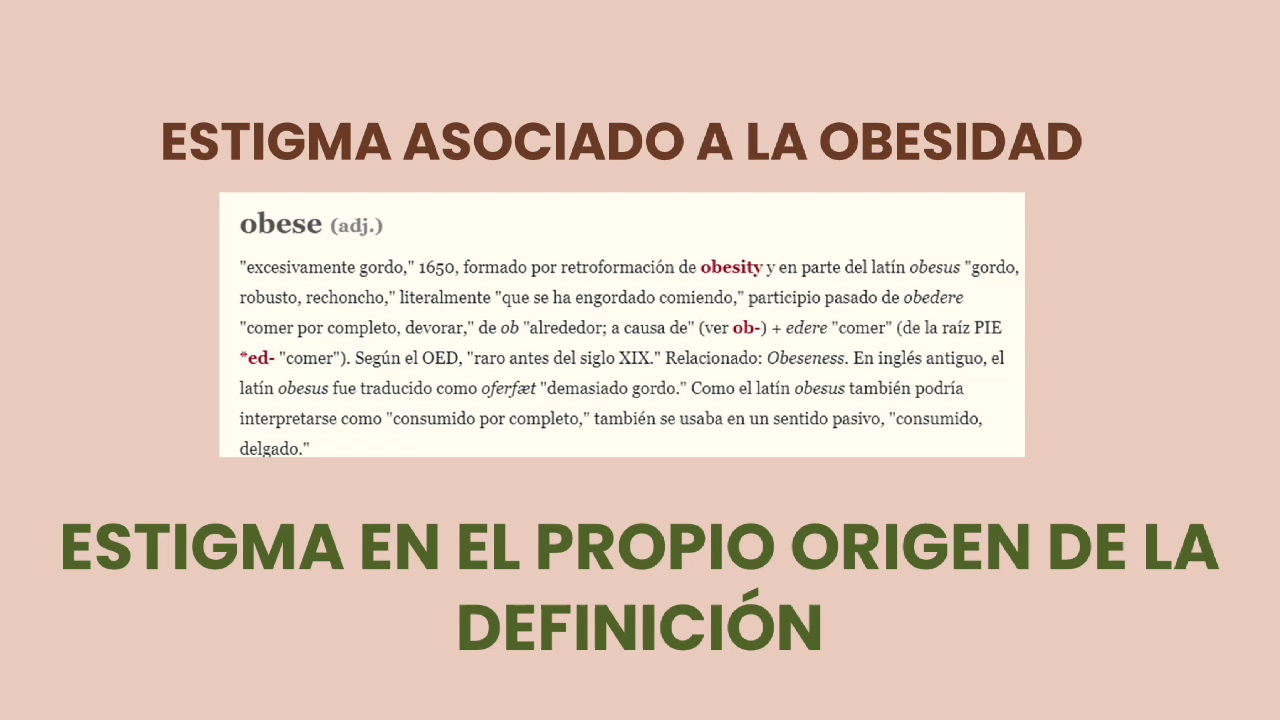 ESTIGMA ASOCIADO A LA OBESIDAD
obese (adj.)
"excesivamente gordo," 1650, formado por retroformación de obesity y en parte del latín obesus "gordo,
robusto, rechoncho," literalmente "que se ha engordado comiendo," participio pasado de obedere
"comer por completo, devorar," de ob "alrededor; a causa de" (ver ob-) + edere "comer" (de la raíz PIE
*ed- "comer"). Según el OED, "raro antes del siglo XIX." Relacionado: Obeseness. En inglés antiguo, el
latín obesus fue traducido como oferfæt "demasiado gordo." Como el latín obesus también podría
interpretarse como "consumido por completo," también se usaba en un sentido pasivo, "consumido,
delgado."
ESTIGMA EN EL PROPIO ORIGEN DE LA
DEFINICIÓN